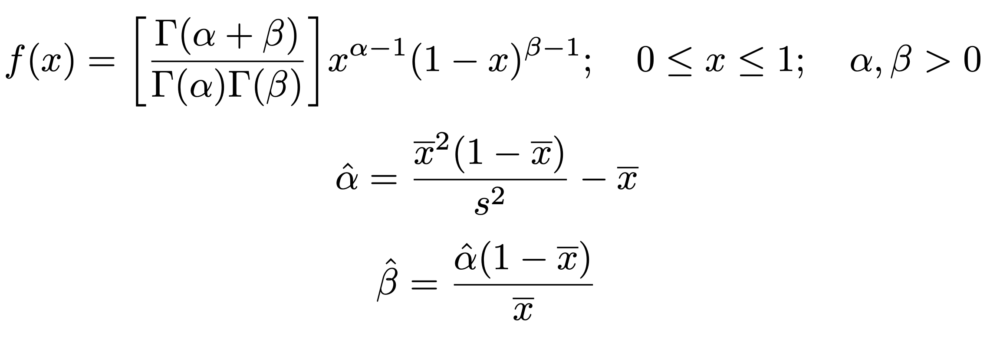 f(x) = [Γ(α + β) / Γ(α)Γ(β)] x^{α−1}(1 − x)^{β−1}; 0 ≤ x ≤ 1; α, β > 0
α̂ = x̅²(1 − x̅) / s² − x̅
β̂ = α̂(1 − x̅) / x̅